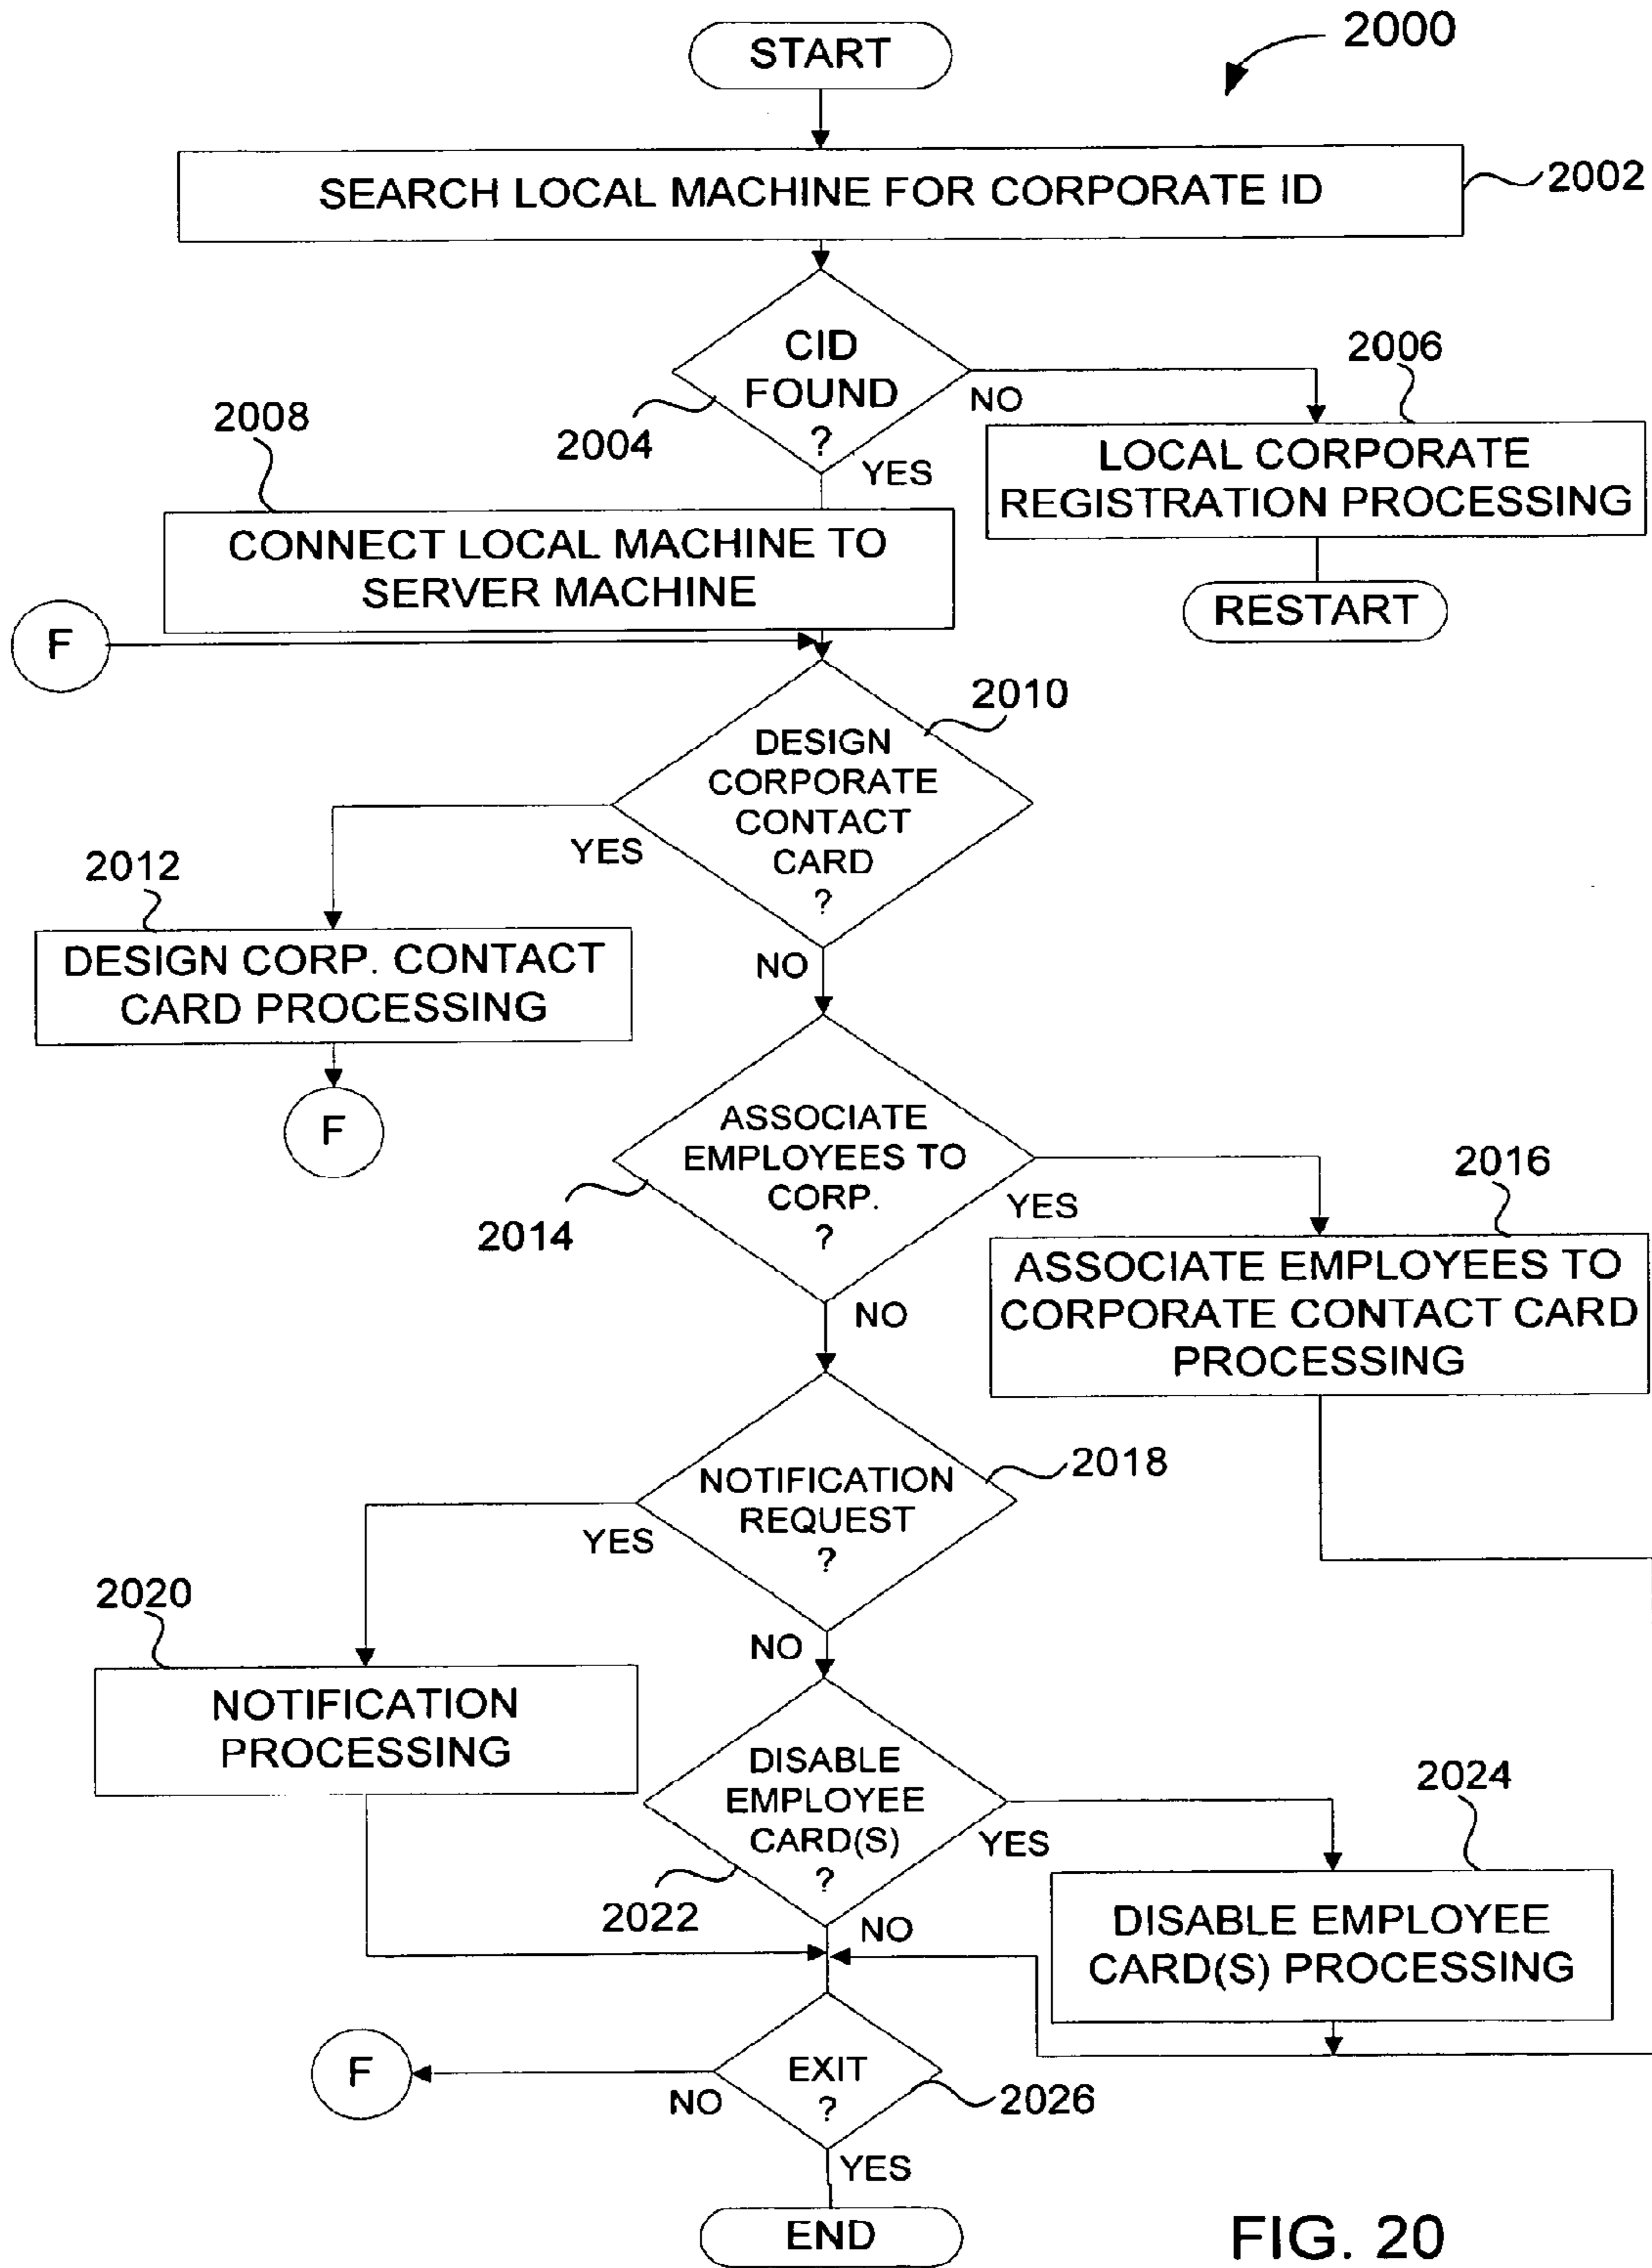 START
2000
SEARCH LOCAL MACHINE FOR CORPORATE ID
2002
CID
FOUND
?
2004
NO
YES
2006
LOCAL CORPORATE
REGISTRATION PROCESSING
RESTART
2008
CONNECT LOCAL MACHINE TO
SERVER MACHINE
F
2010
DESIGN
CORPORATE
CONTACT
CARD
?
YES
NO
2012
DESIGN CORP. CONTACT
CARD PROCESSING
F
ASSOCIATE
EMPLOYEES TO
CORP.
?
2014
YES
NO
2016
ASSOCIATE EMPLOYEES TO
CORPORATE CONTACT CARD
PROCESSING
NOTIFICATION
REQUEST
?
2018
YES
NO
2020
NOTIFICATION
PROCESSING
DISABLE
EMPLOYEE
CARD(S)
?
2022
YES
NO
2024
DISABLE EMPLOYEE
CARD(S) PROCESSING
F
EXIT
?
NO
2026
YES
END
FIG. 20